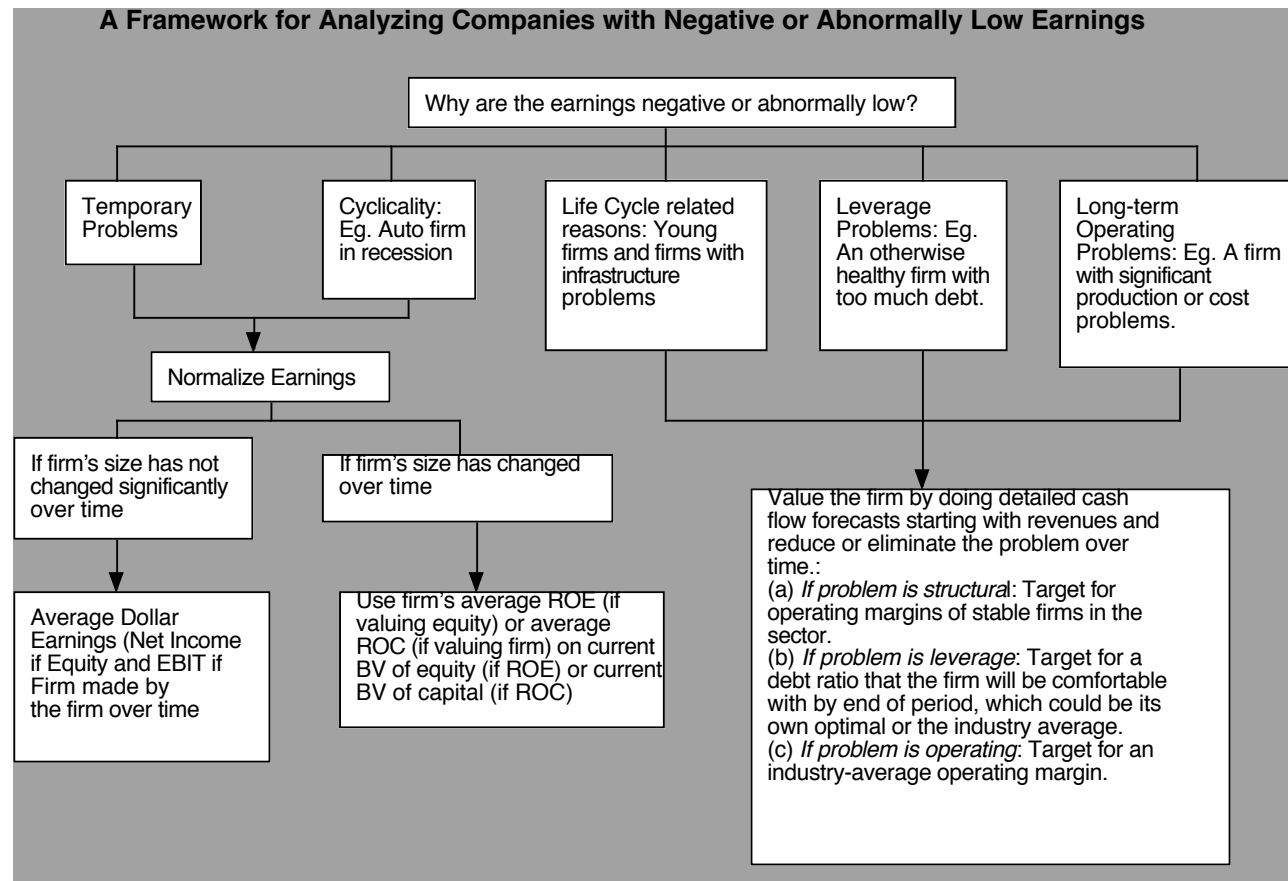 A Framework for Analyzing Companies with Negative or Abnormally Low Earnings
Why are the earnings negative or abnormally low?
Temporary
Problems
Cyclicality:
Eg. Auto firm
in recession
Life Cycle related
reasons: Young
firms and firms with
infrastructure
problems
Leverage
Problems: Eg.
An otherwise
healthy firm with
too much debt.
Long-term
Operating
Problems: Eg. A firm
with significant
production or cost
problems.
Normalize Earnings
If firm's size has not
changed significantly
over time
If firm's size has changed
over time
Average Dollar
Earnings (Net Income
if Equity and EBIT if
Firm made by
the firm over time
Use firm's average ROE (if
valuing equity) or average
ROC (if valuing firm) on current
BV of equity (if ROE) or current
BV of capital (if ROC)
Value the firm by doing detailed cash
flow forecasts starting with revenues and
reduce or eliminate the problem over
time.:
(a) If problem is structural: Target for
operating margins of stable firms in the
sector.
(b) If problem is leverage: Target for a
debt ratio that the firm will be comfortable
with by end of period, which could be its
own optimal or the industry average.
(c) If problem is operating: Target for an
industry-average operating margin.